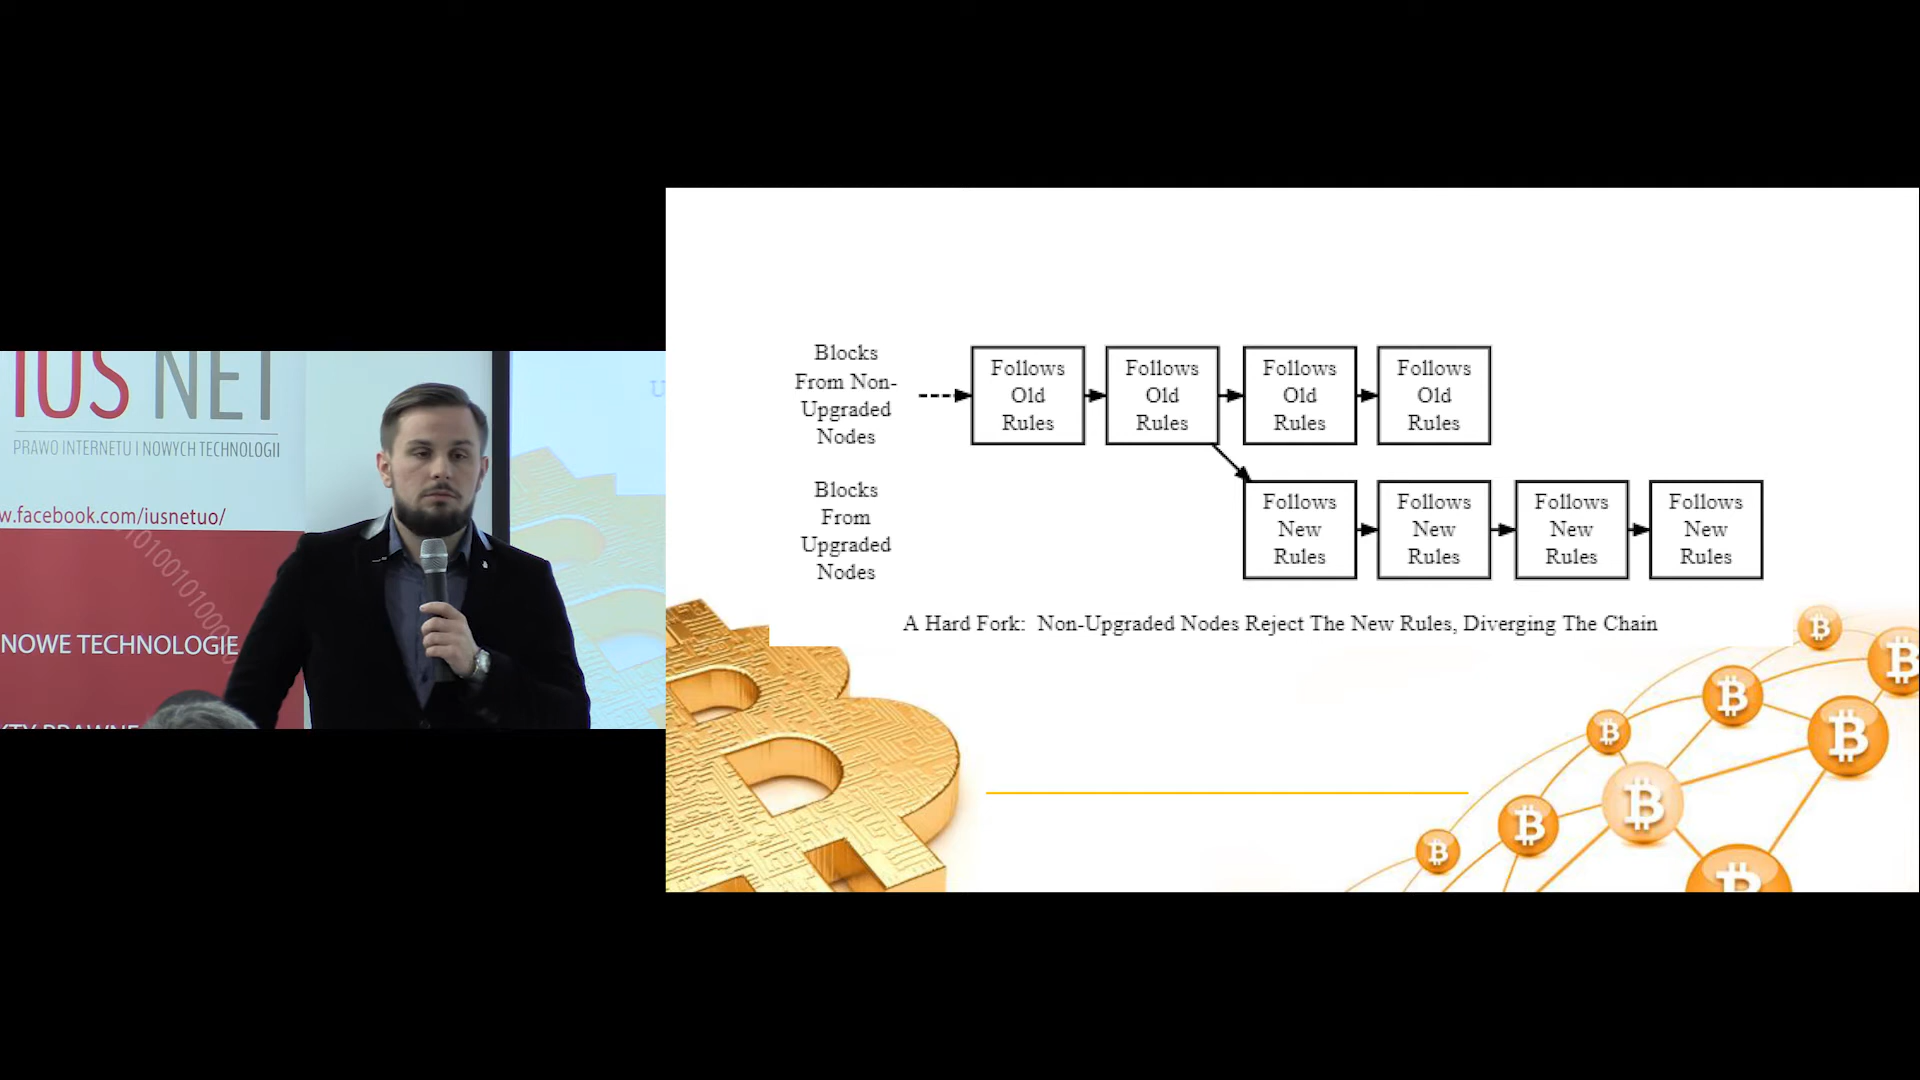 IUS NET
PRAWO INTERNETU I NOWYCH TECHNOLOGII
w.facebook.com/iusnetuo/
NOWE TECHNOLOGIE
Blocks
From Non-
Upgraded
Nodes
Follows
Old
Rules
Follows
Old
Rules
Follows
Old
Rules
Follows
Old
Rules
Blocks
From
Upgraded
Nodes
Follows
New
Rules
Follows
New
Rules
Follows
New
Rules
Follows
New
Rules
A Hard Fork: Non-Upgraded Nodes Reject The New Rules, Diverging The Chain